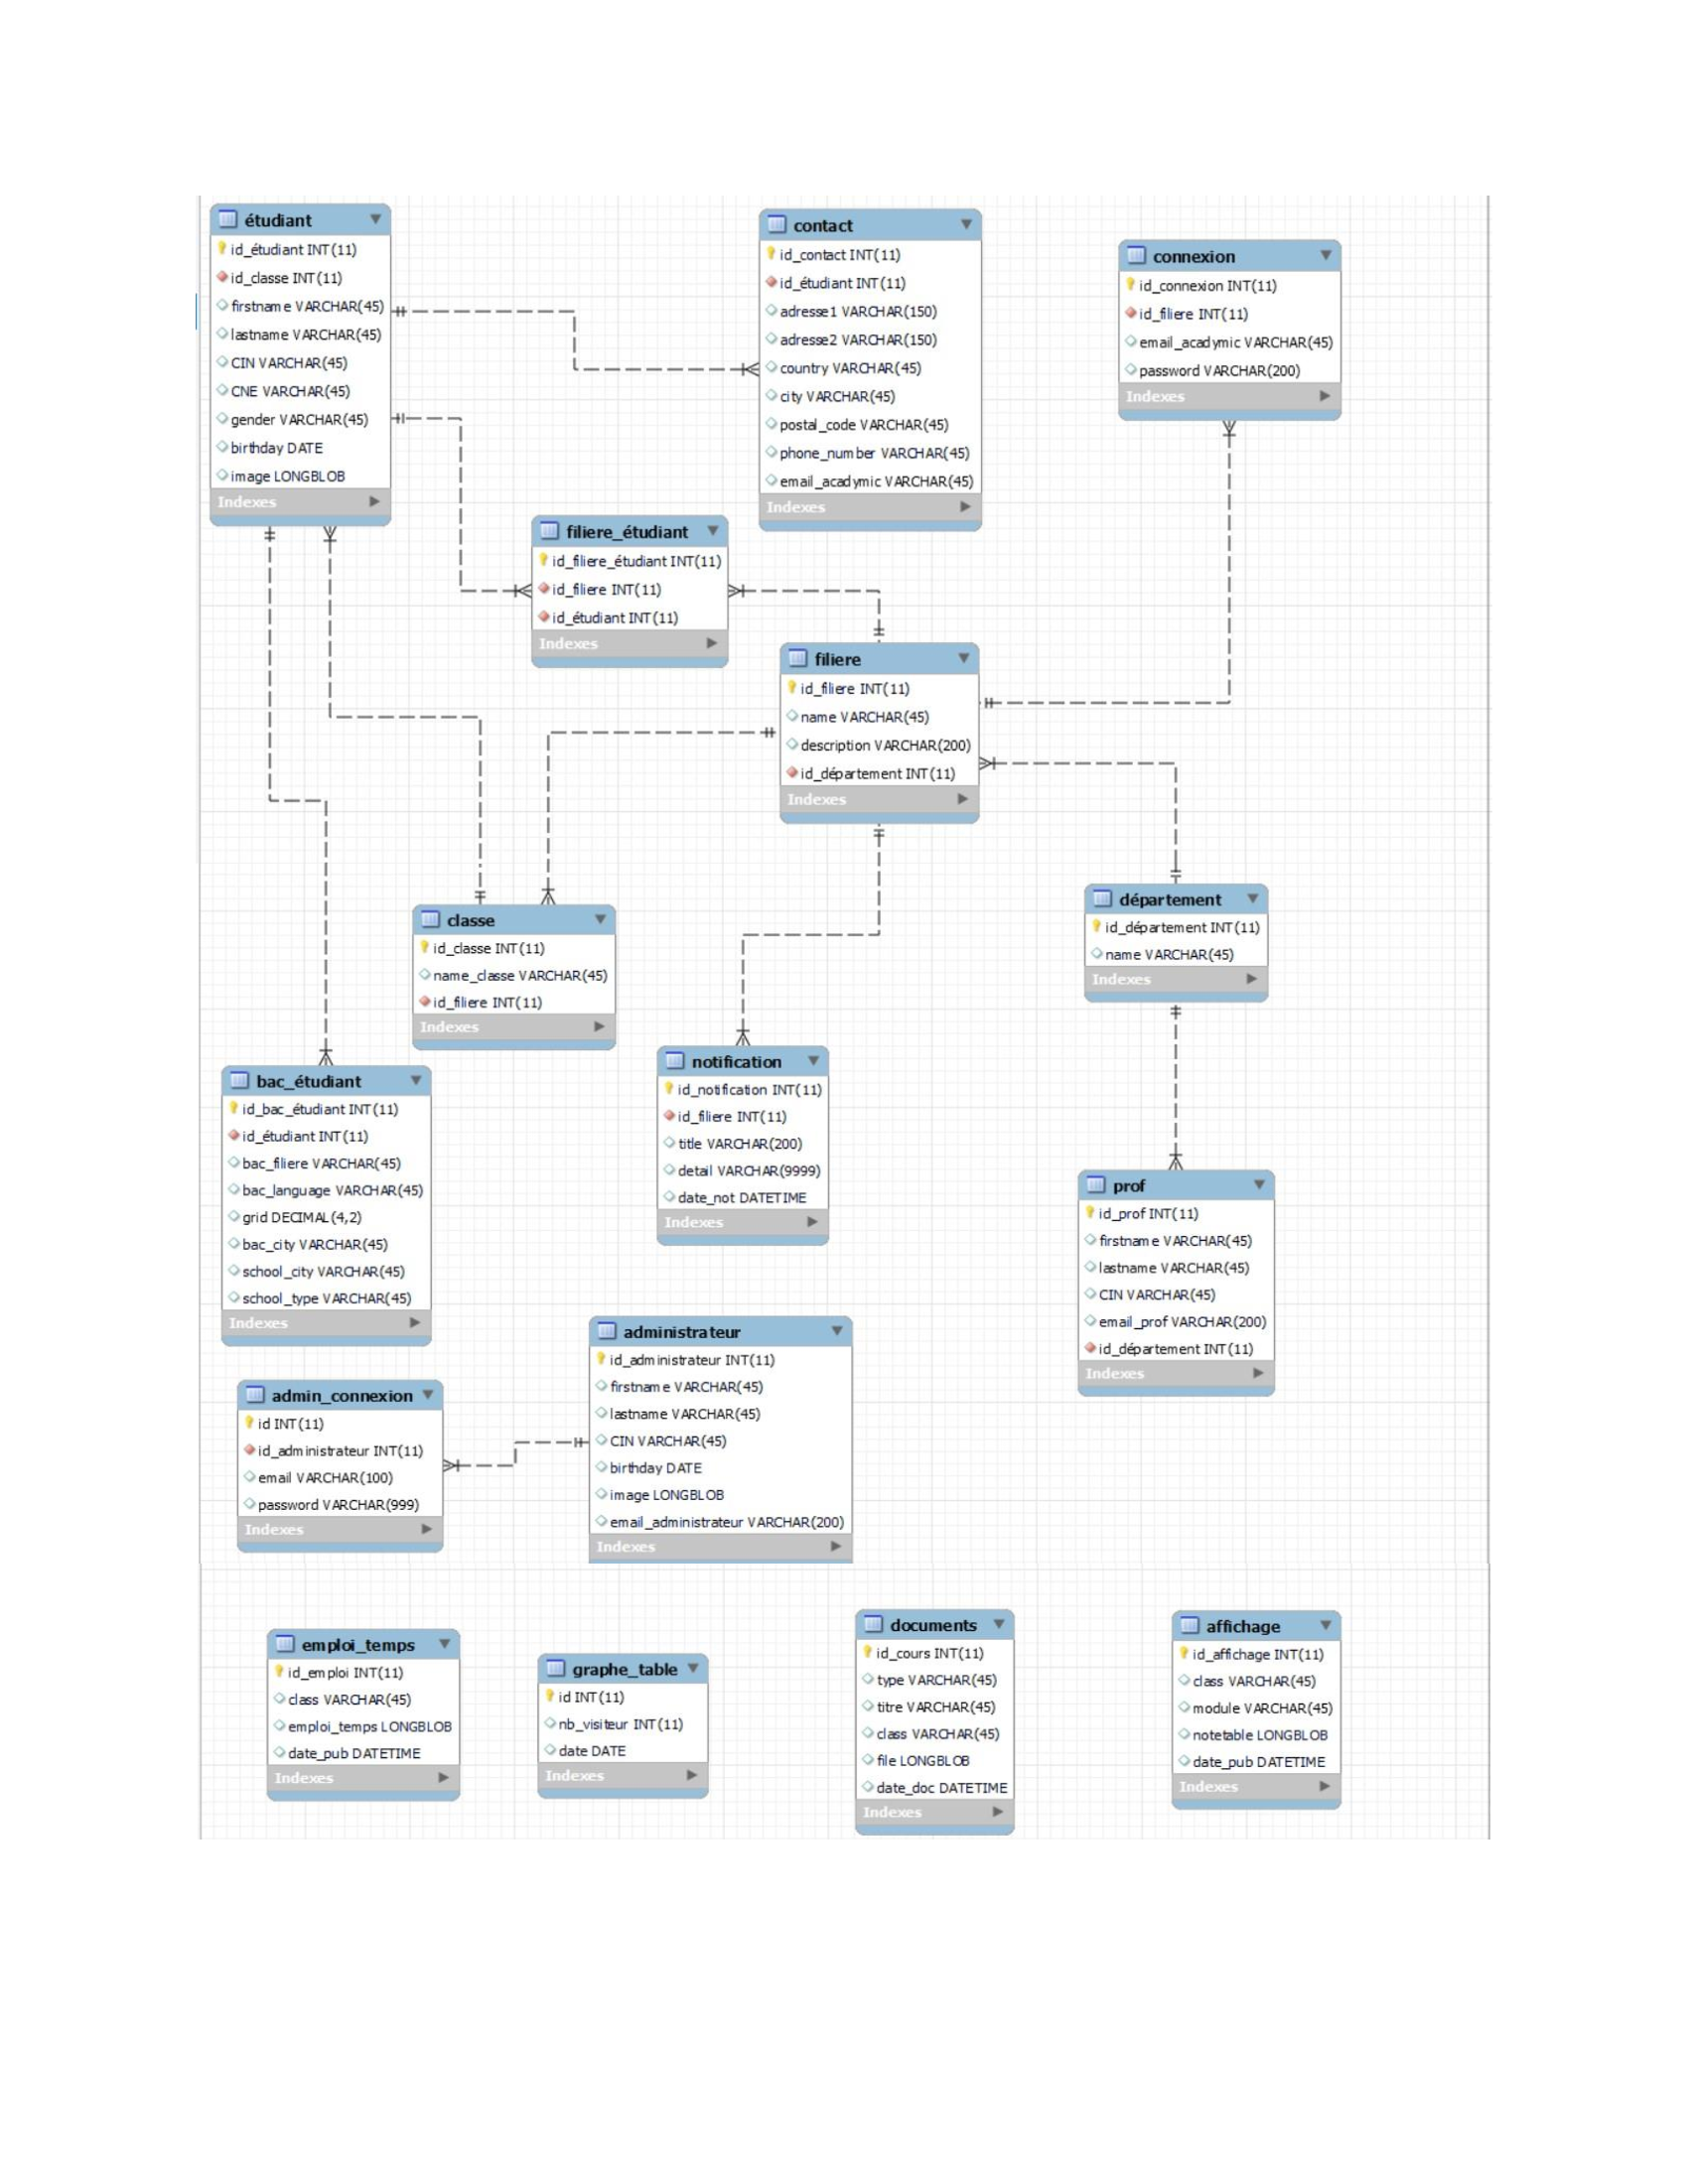 étudiant
id_étudiant INT(11)
id_classe INT(11)
firstname VARCHAR(45)
lastname VARCHAR(45)
CIN VARCHAR(45)
CNE VARCHAR(45)
gender VARCHAR(45)
birthday DATE
image LONGBLOB
Indexes
contact
id_contact INT(11)
id_étudiant INT(11)
adresse1 VARCHAR(150)
adresse2 VARCHAR(150)
country VARCHAR(45)
city VARCHAR(45)
postal_code VARCHAR(45)
phone_number VARCHAR(45)
email_acadymic VARCHAR(45)
Indexes
connexion
id_connexion INT(11)
id_filiere INT(11)
email_acadymic VARCHAR(45)
password VARCHAR(200)
Indexes
filiere_étudiant
id_filiere_étudiant INT(11)
id_filiere INT(11)
id_étudiant INT(11)
Indexes
filiere
id_filiere INT(11)
name VARCHAR(45)
description VARCHAR(200)
id_département INT(11)
Indexes
classe
id_classe INT(11)
name_classe VARCHAR(45)
id_filiere INT(11)
Indexes
département
id_département INT(11)
name VARCHAR(45)
Indexes
bac_étudiant
id_bac_étudiant INT(11)
id_étudiant INT(11)
bac_filiere VARCHAR(45)
bac_language VARCHAR(45)
grid DECIMAL(4,2)
bac_city VARCHAR(45)
school_city VARCHAR(45)
school_type VARCHAR(45)
Indexes
notification
id_notification INT(11)
id_filiere INT(11)
title VARCHAR(200)
detail VARCHAR(9999)
date_not DATETIME
Indexes
prof
id_prof INT(11)
firstname VARCHAR(45)
lastname VARCHAR(45)
CIN VARCHAR(45)
email_prof VARCHAR(200)
id_département INT(11)
Indexes
administrateur
id_administrateur INT(11)
firstname VARCHAR(45)
lastname VARCHAR(45)
CIN VARCHAR(45)
birthday DATE
image LONGBLOB
email_administrateur VARCHAR(200)
Indexes
admin_connexion
id INT(11)
id_administrateur INT(11)
email VARCHAR(100)
password VARCHAR(999)
Indexes
emploi_temps
id_emploi INT(11)
class VARCHAR(45)
emploi_temps LONGBLOB
date_pub DATETIME
Indexes
graphe_table
id INT(11)
nb_visiteur INT(11)
date DATE
Indexes
documents
id_cours INT(11)
type VARCHAR(45)
titre VARCHAR(45)
class VARCHAR(45)
file LONGBLOB
date_doc DATETIME
Indexes
affichage
id_affichage INT(11)
class VARCHAR(45)
module VARCHAR(45)
notetable LONGBLOB
date_pub DATETIME
Indexes